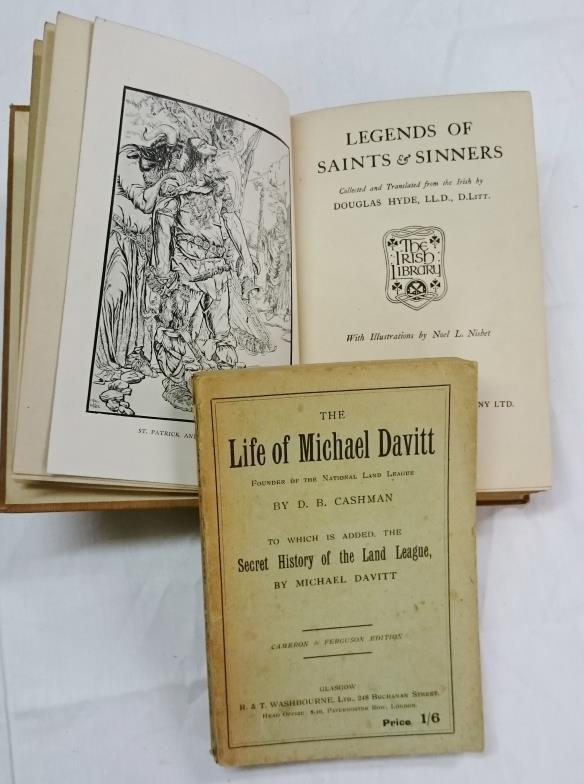 LEGENDS OF
SAINTS & SINNERS
Collected and Translated from the Irish by
DOUGLAS HYDE, LL.D., D.LITT.
The
Irish
Library
With Illustrations by Noel L. Nisbet
NY LTD.
ST. PATRICK AN
THE
Life of Michael Davitt
FOUNDER OF THE NATIONAL LAND LEAGUE
BY D. B. CASHMAN
TO WHICH IS ADDED, THE
Secret History of the Land League,
BY MICHAEL DAVITT
CAMERON & FERGUSON EDITION
GLASGOW:
R. & T. WASHBOURNE, LTD., 248 BUCHANAN STREET.
HEAD OFFICE: PATERNOSTER ROW, LONDON.
Price 1/6